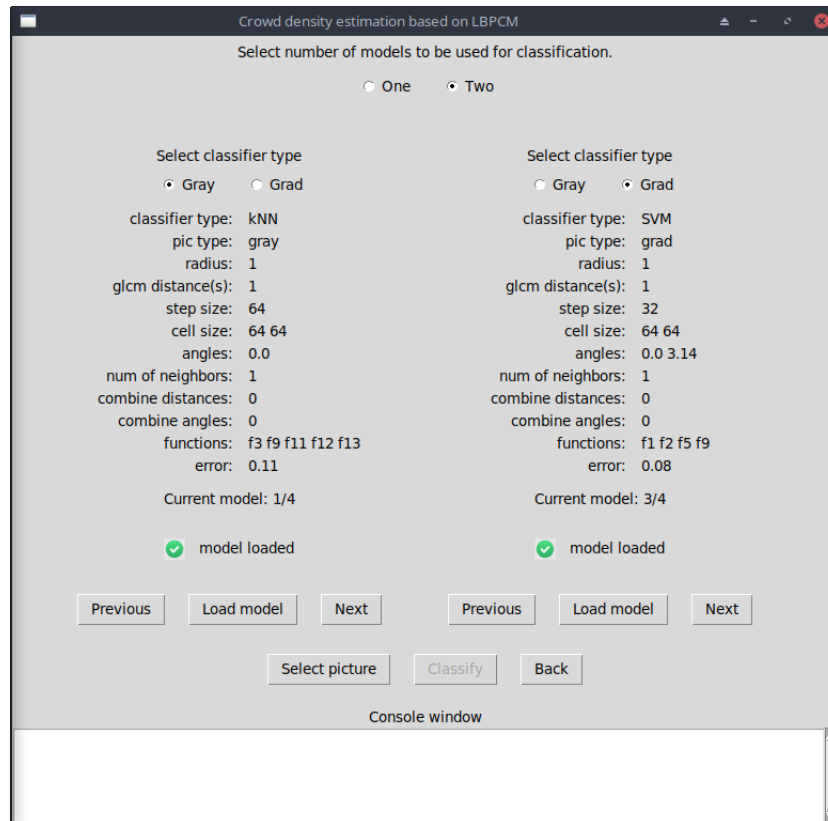 Crowd density estimation based on LBPCM
Select number of models to be used for classification.
One Two
Select classifier type
Gray Grad
classifier type: kNN
pic type: gray
radius: 1
glcm distance(s): 1
step size: 64
cell size: 64 64
angles: 0.0
num of neighbors: 1
combine distances: 0
combine angles: 0
functions: f3 f9 f11 f12 f13
error: 0.11
Current model: 1/4
model loaded
Previous Load model Next
Select classifier type
Gray Grad
classifier type: SVM
pic type: grad
radius: 1
glcm distance(s): 1
step size: 32
cell size: 64 64
angles: 0.0 3.14
num of neighbors: 1
combine distances: 0
combine angles: 0
functions: f1 f2 f5 f9
error: 0.08
Current model: 3/4
model loaded
Previous Load model Next
Select picture Classify Back
Console window